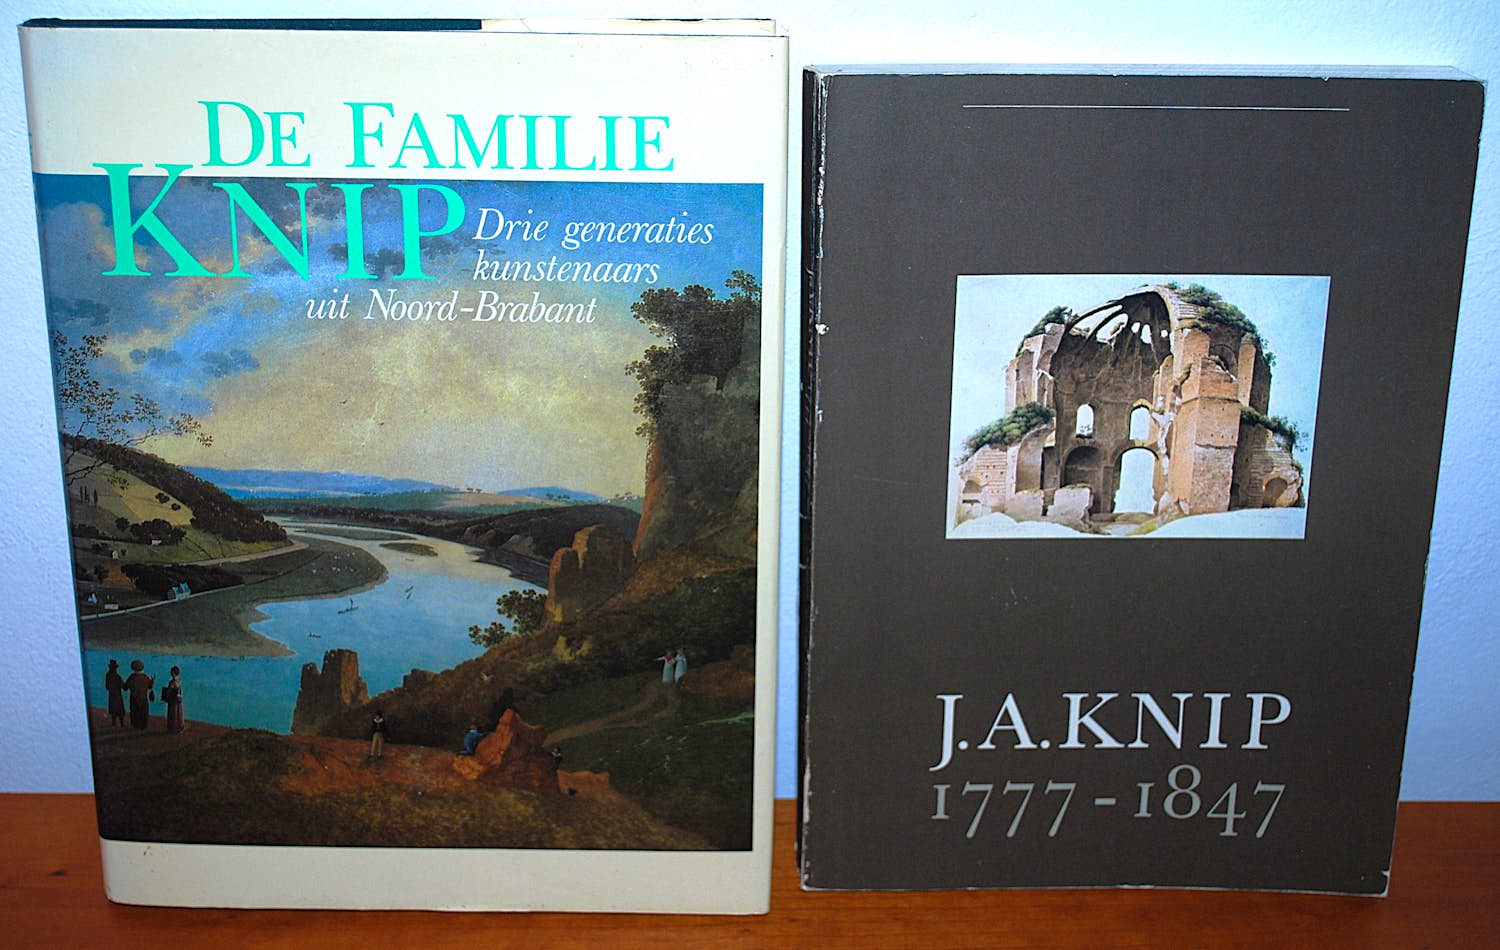 DE FAMILIE
KNIP
Drie generaties
kunstenaars
uit Noord-Brabant
J.A.KNIP
1777-1847